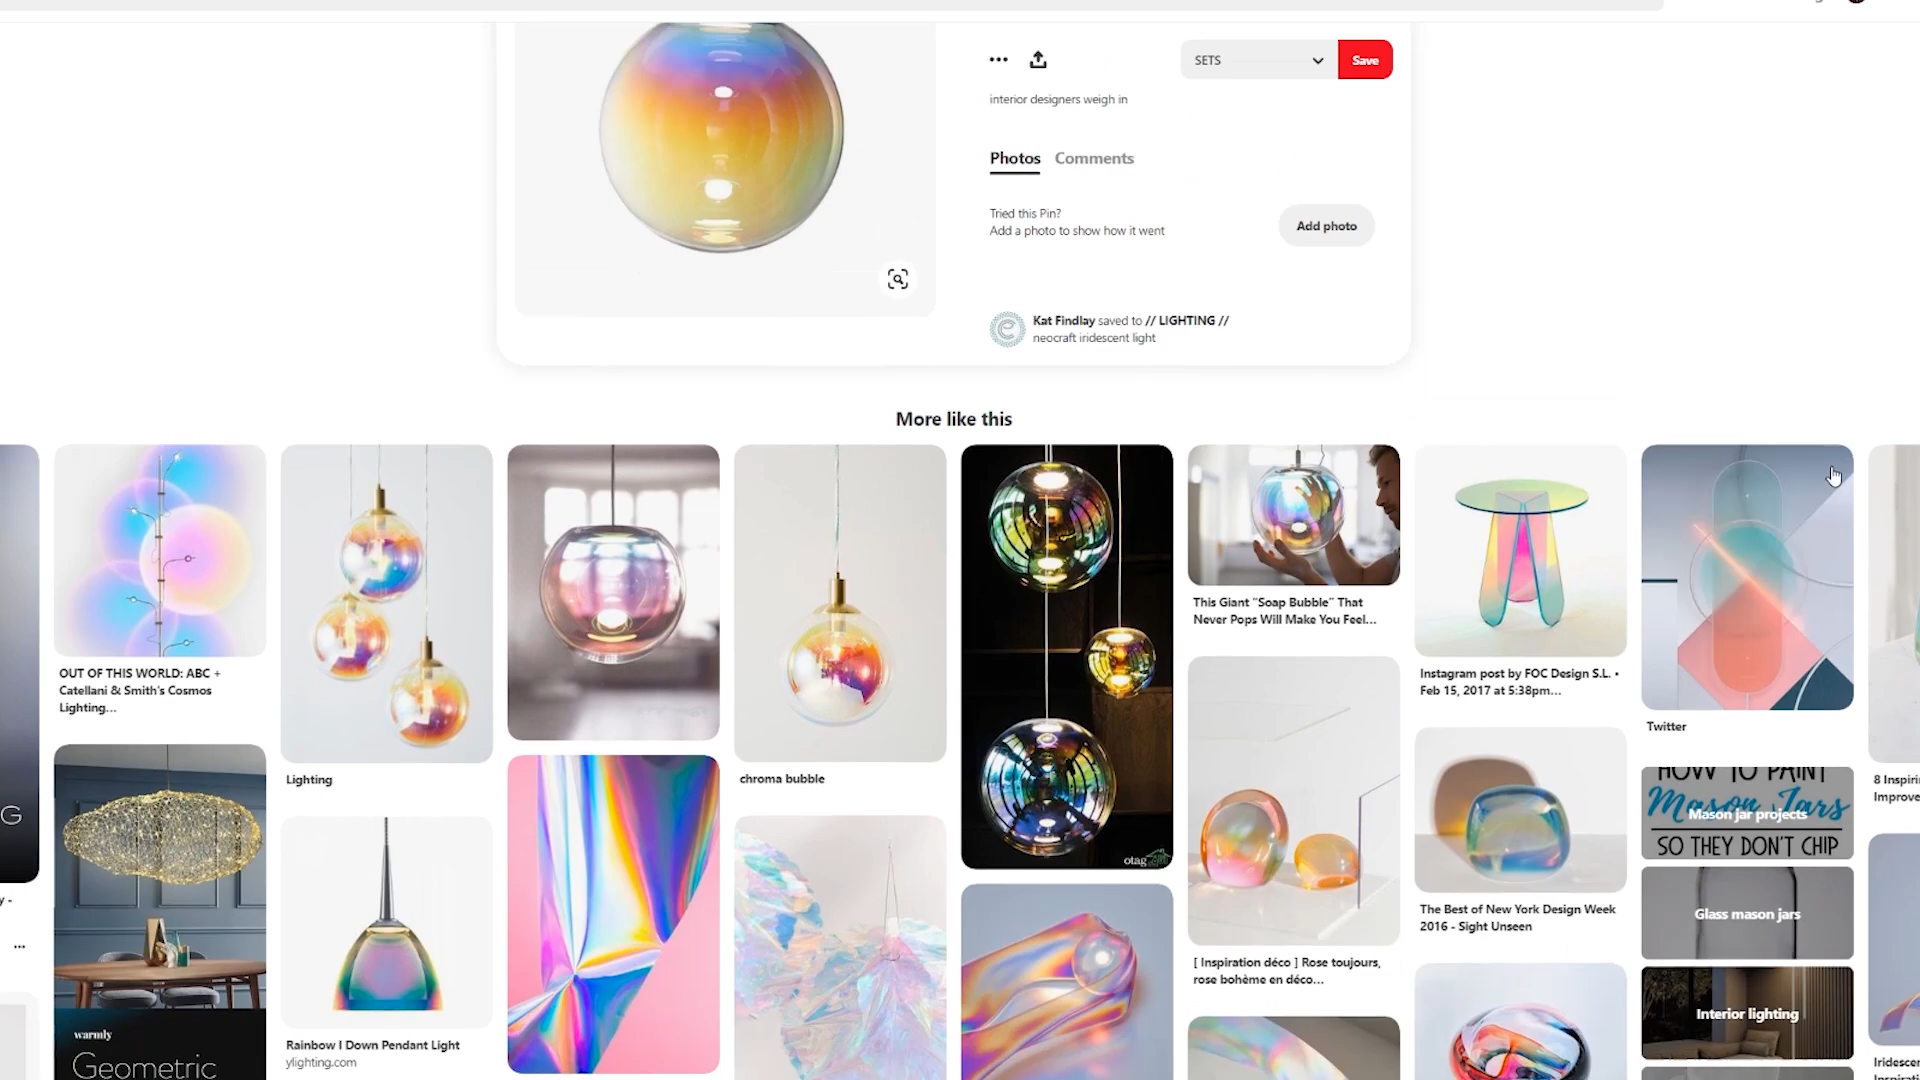 SETS
Save
interior designers weigh in
Photos
Comments
Tried this Pin?
Add a photo to show how it went
Add photo
Kat Findlay saved to // LIGHTING //
neocraft iridescent light
More like this
OUT OF THIS WORLD: ABC +
Catellani & Smith's Cosmos
Lighting...
warmly
Geometric
Lighting
Rainbow I Down Pendant Light
ylighting.com
chroma bubble
otag
This Giant “Soap Bubble” That
Never Pops Will Make You Feel...
[ Inspiration déco ] Rose toujours,
rose bohème en déco...
Instagram post by FOC Design S.L. •
Feb 15, 2017 at 5:38pm...
The Best of New York Design Week
2016 - Sight Unseen
Twitter
HOW TO PAINT
Mason Jars
Mason jar projects
SO THEY DON'T CHIP
Glass mason jars
Interior lighting
8 Inspiri
Improve
Iridescer
G
y -